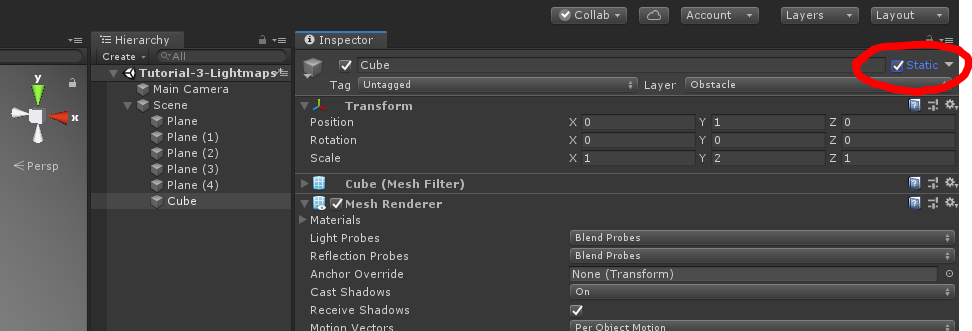 Collab
Account
Layers
Layout
Hierarchy
Create
All
Tutorial-3-Lightmaps*
Main Camera
Scene
Plane
Plane (1)
Plane (2)
Plane (3)
Plane (4)
Cube
y
x
Persp
Inspector
Cube
Static
Tag Untagged Layer Obstacle
Transform
Position X 0 Y 1 Z 0
Rotation X 0 Y 0 Z 0
Scale X 1 Y 2 Z 1
Cube (Mesh Filter)
Mesh Renderer
Materials
Light Probes Blend Probes
Reflection Probes Blend Probes
Anchor Override None (Transform)
Cast Shadows On
Receive Shadows
Motion Vectors Per Object Motion